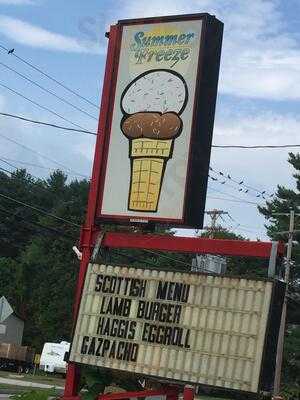 Summer
Freeze
SCOTTISH MENU
LAMB BURGER
HAGGIS EGGROLL
GAZPACHO